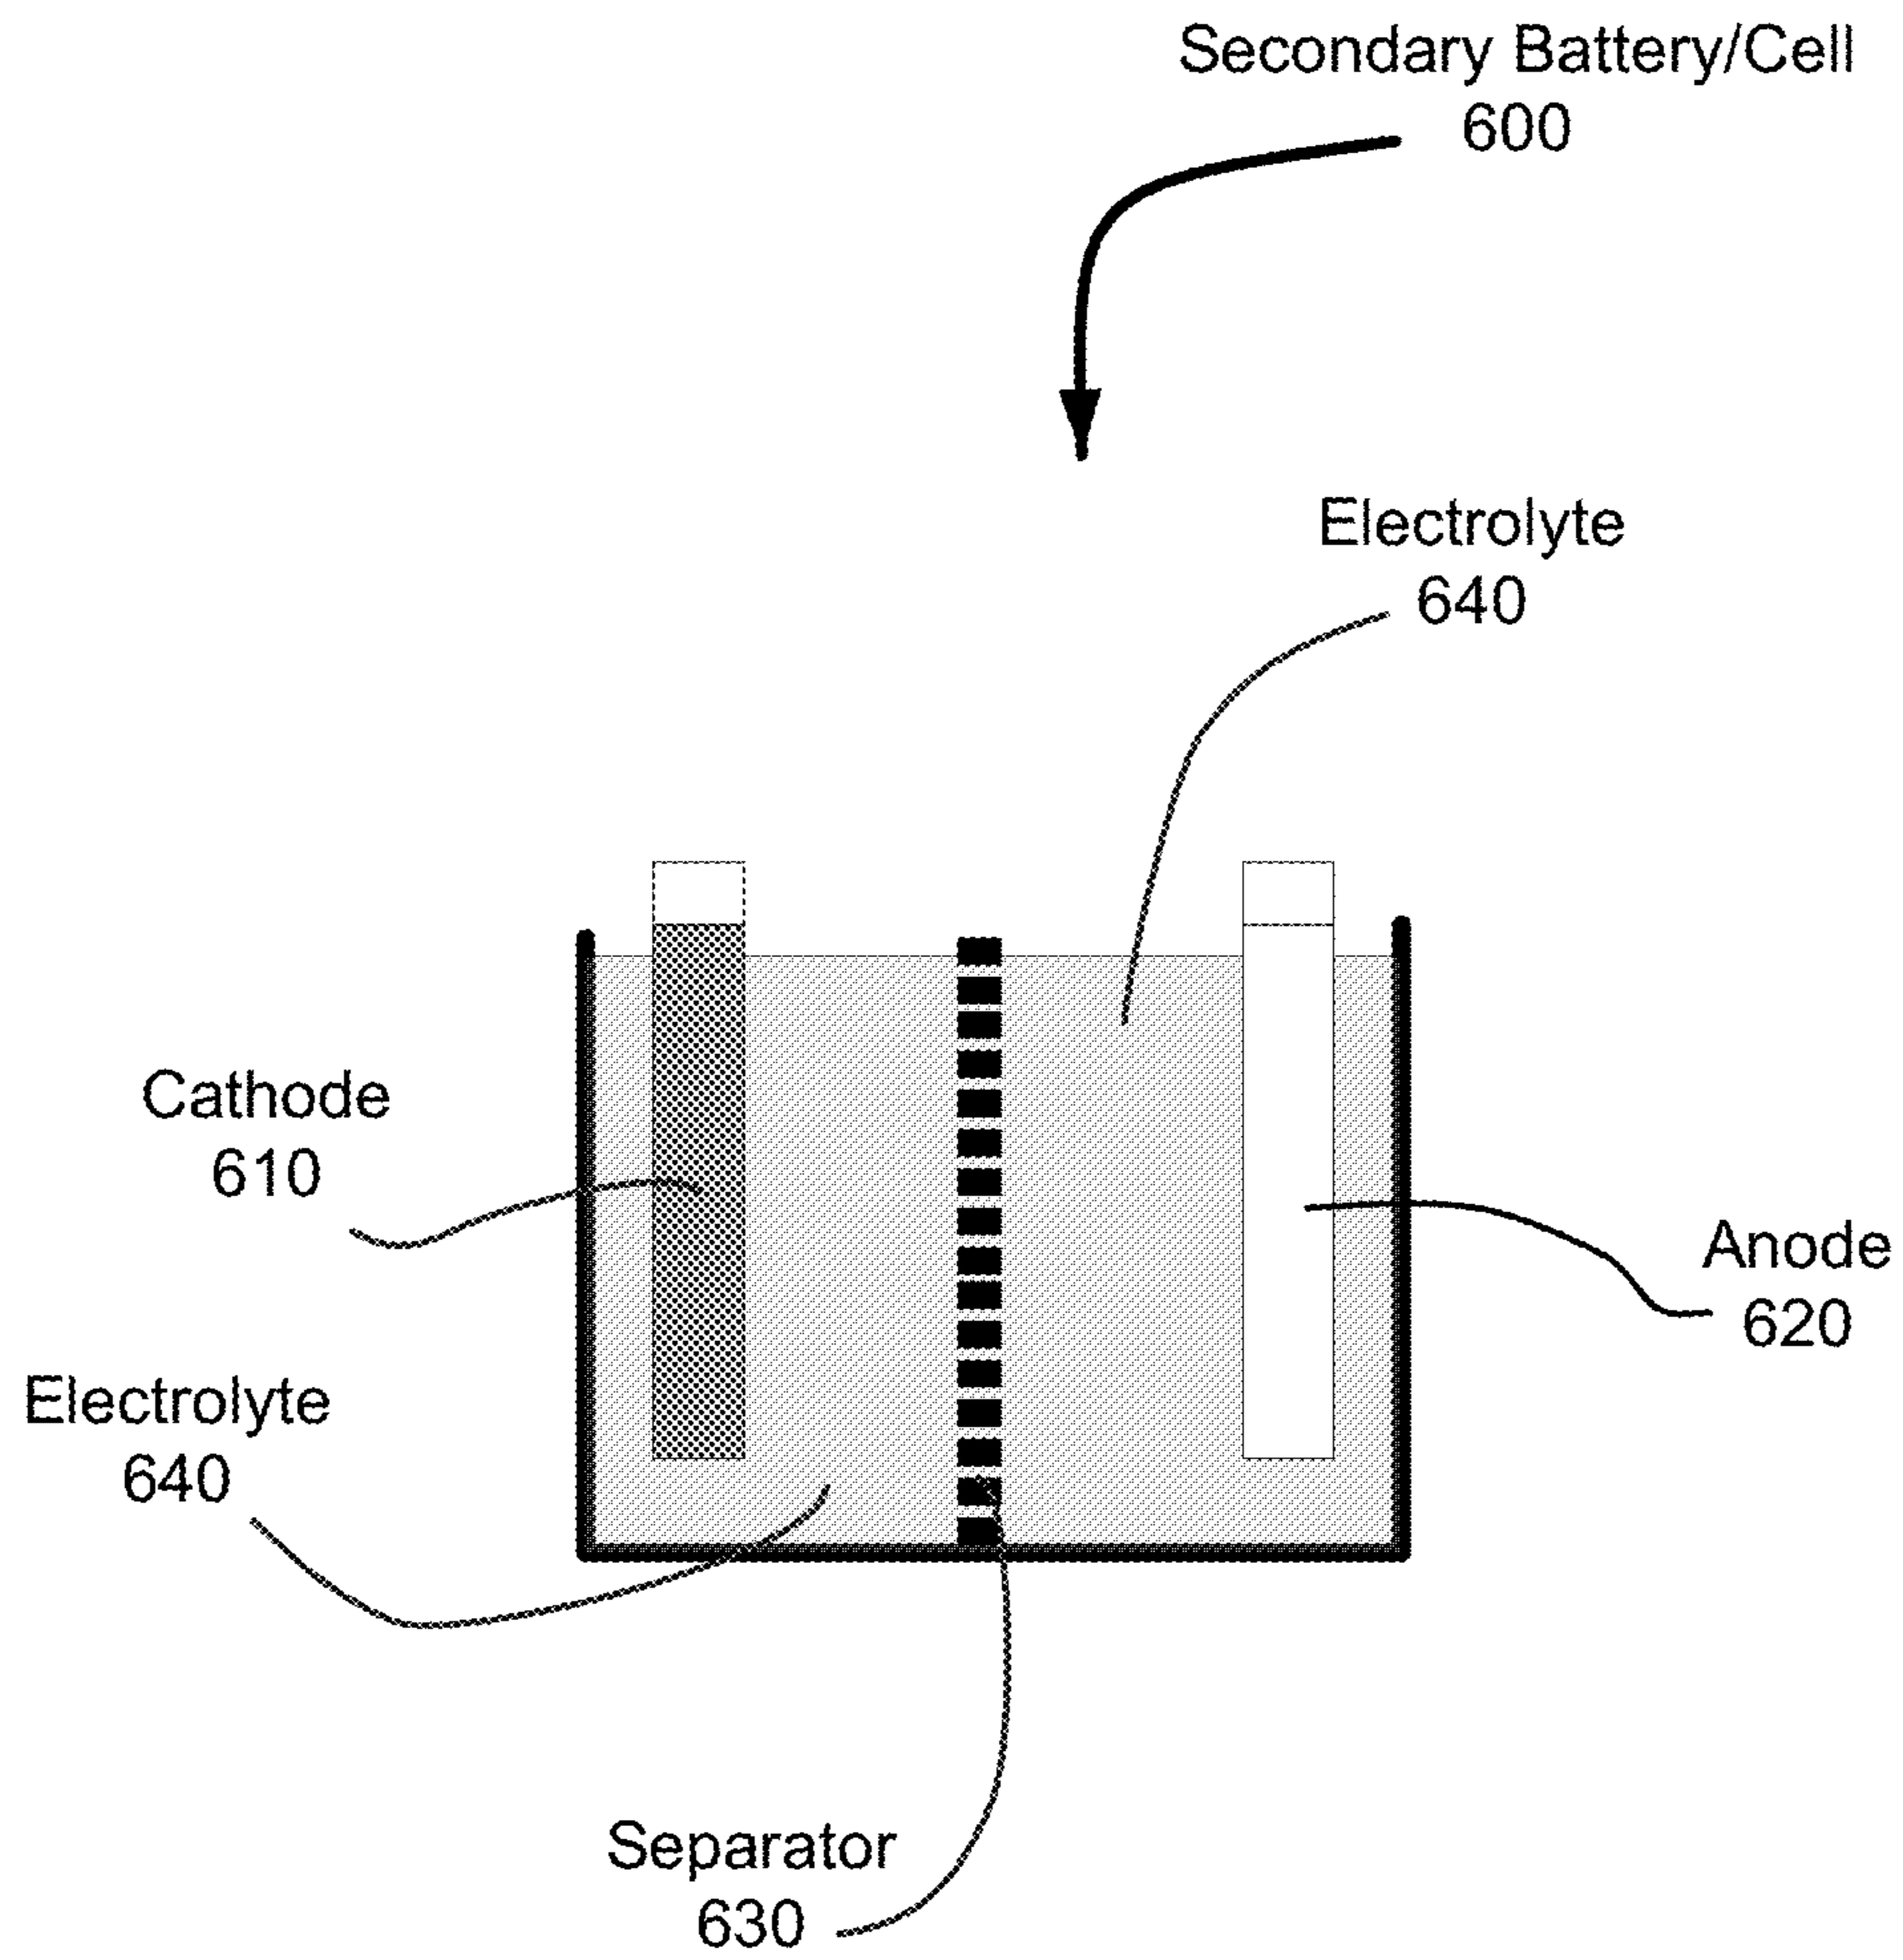 Secondary Battery/Cell
600
Electrolyte
640
Cathode
610
Anode
620
Electrolyte
640
Separator
630